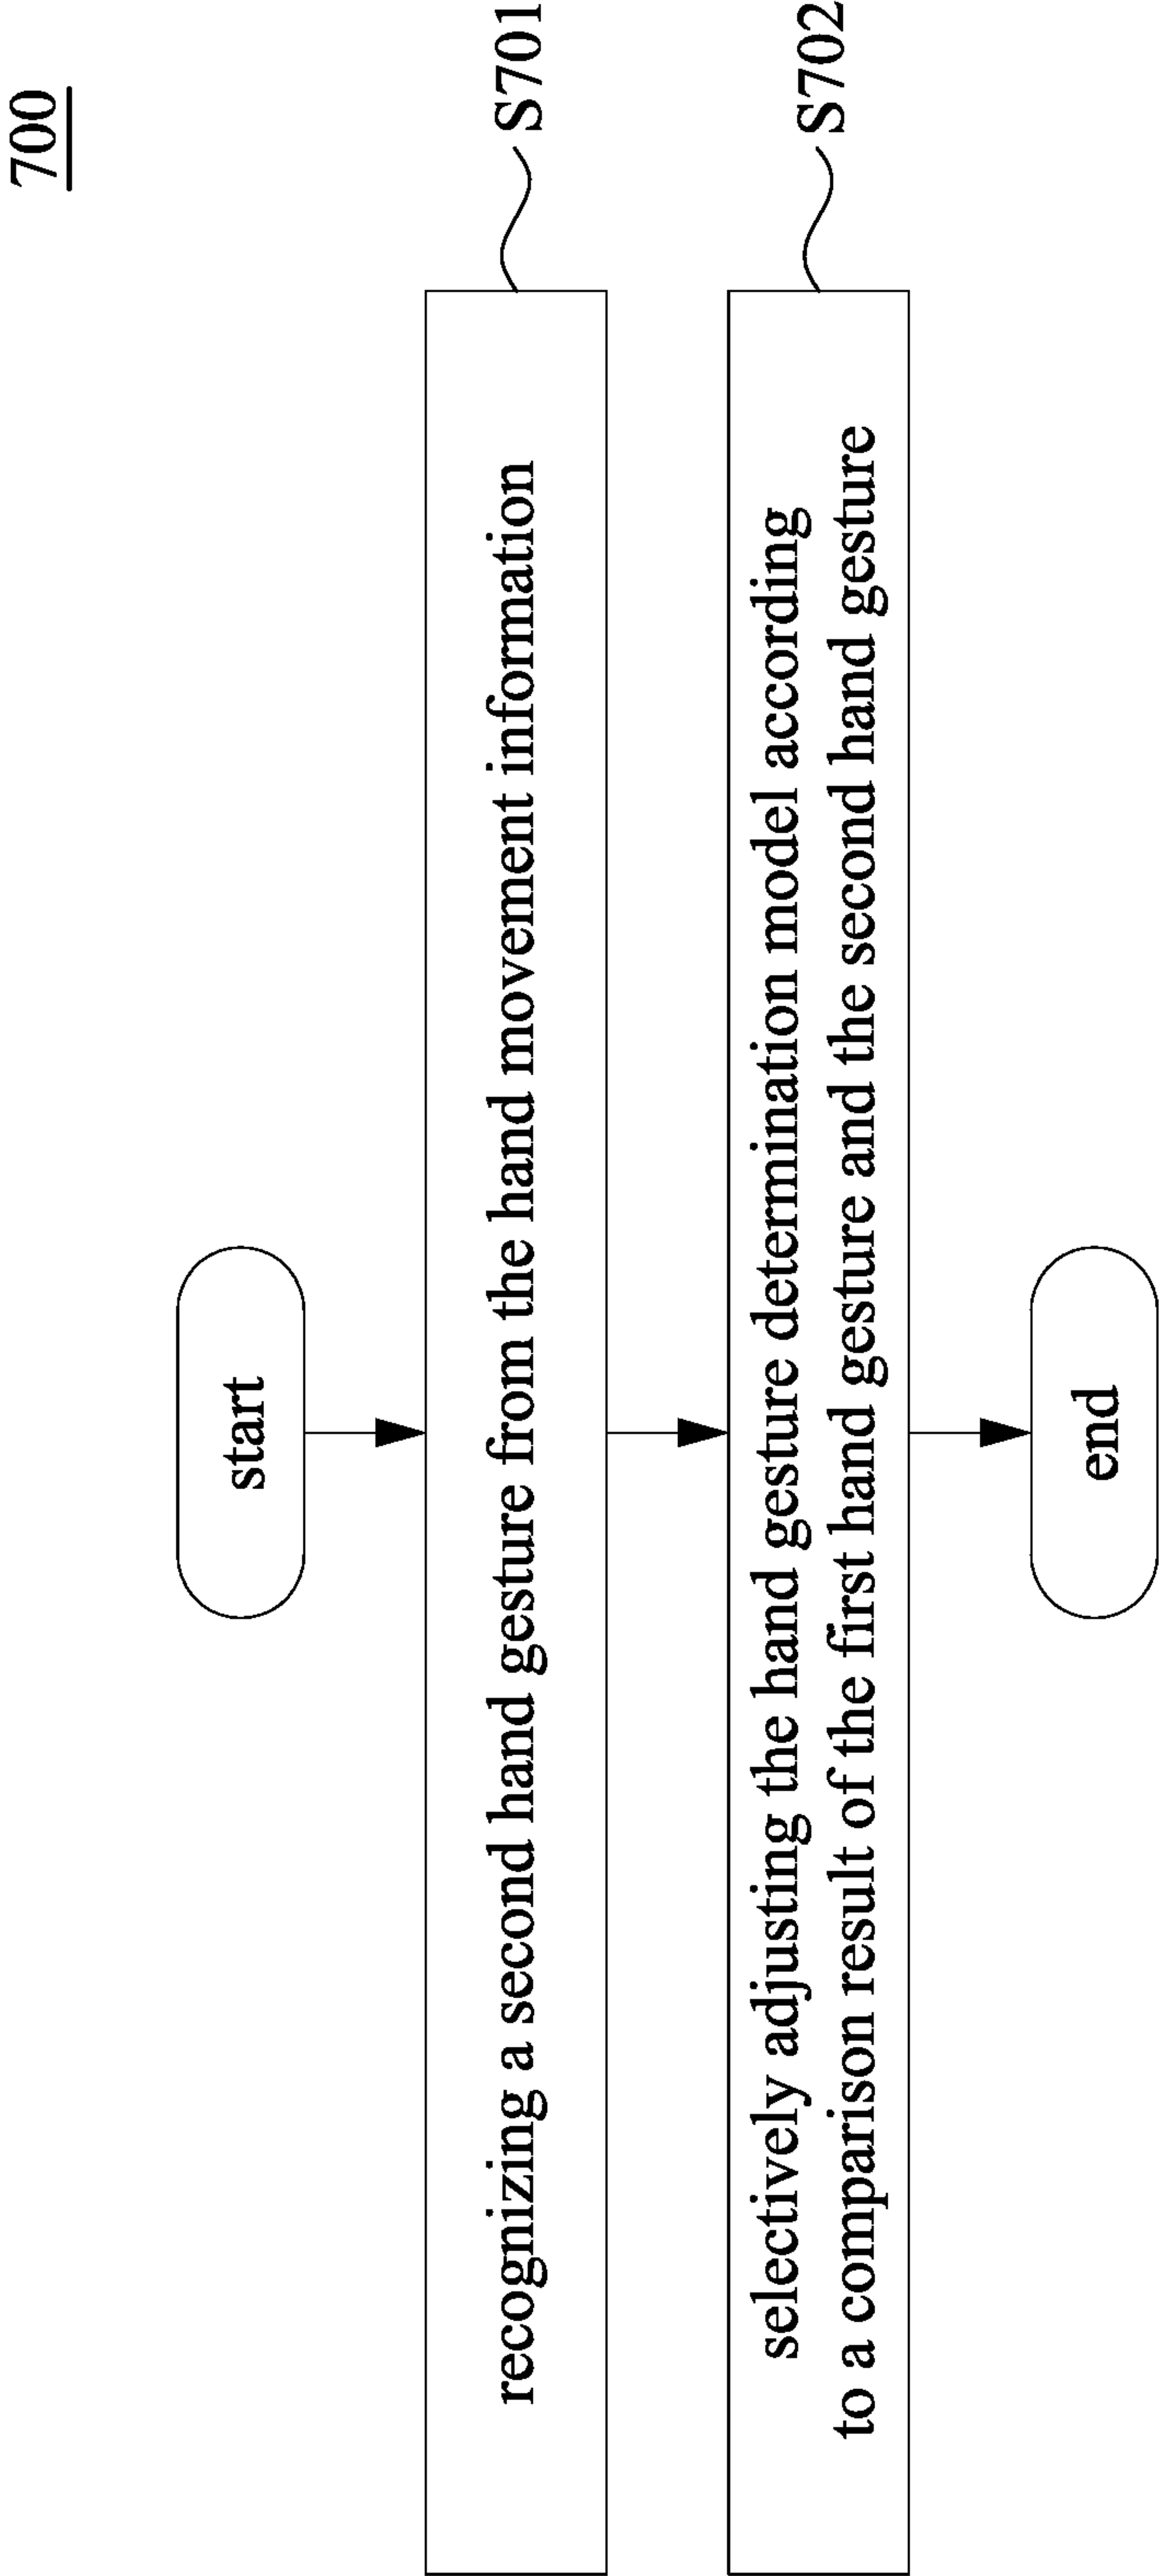 700
start
recognizing a second hand gesture from the hand movement information
S701
selectively adjusting the hand gesture determination model according
to a comparison result of the first hand gesture and the second hand gesture
S702
end